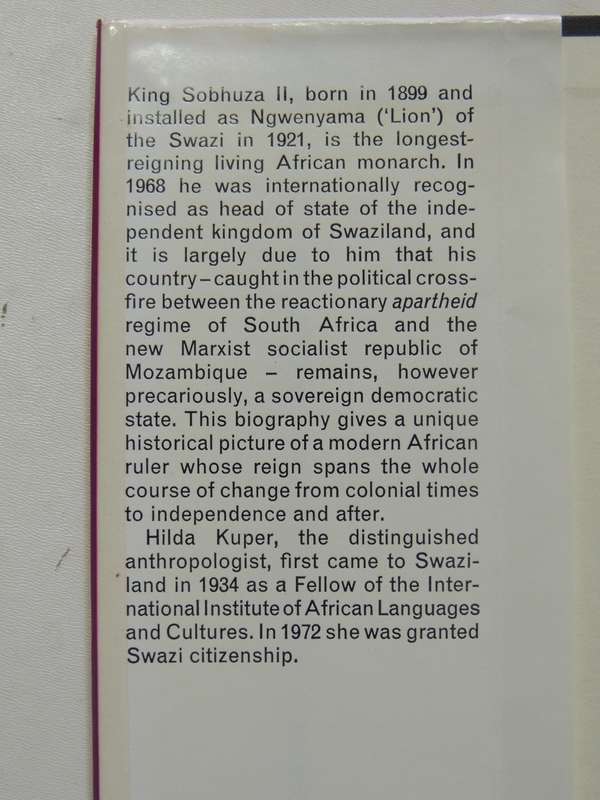 King Sobhuza II, born in 1899 and
installed as Ngwenyama (‘Lion’) of
the Swazi in 1921, is the longest-
reigning living African monarch. In
1968 he was internationally recog-
nised as head of state of the inde-
pendent kingdom of Swaziland, and
it is largely due to him that his
country – caught in the political cross-
fire between the reactionary apartheid
regime of South Africa and the
new Marxist socialist republic of
Mozambique – remains, however
precariously, a sovereign democratic
state. This biography gives a unique
historical picture of a modern African
ruler whose reign spans the whole
course of change from colonial times
to independence and after.
Hilda Kuper, the distinguished
anthropologist, first came to Swazi-
land in 1934 as a Fellow of the Inter-
national Institute of African Languages
and Cultures. In 1972 she was granted
Swazi citizenship.